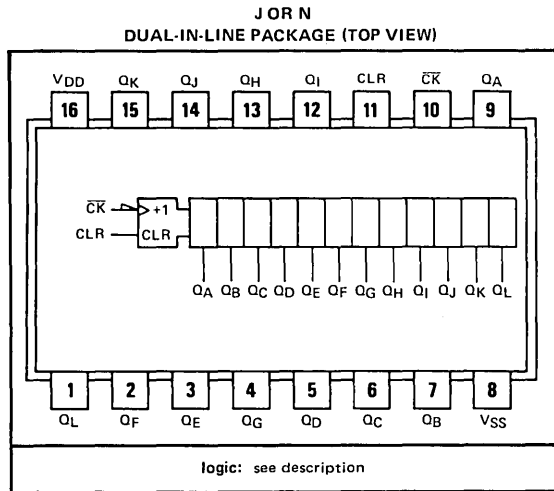 J OR N
DUAL-IN-LINE PACKAGE (TOP VIEW)
VDD QK QJ QH QI CLR CK QA
16 15 14 13 12 11 10 9
CK +1
CLR CLR
QA QB QC QD QE QF QG QH QI QJ QK QL
1 2 3 4 5 6 7 8
QL QF QE QG QD QC QB VSS
logic: see description